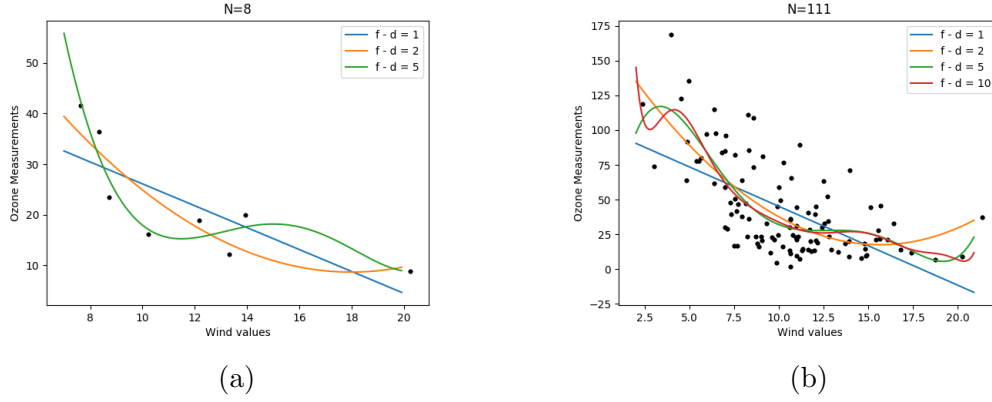 N=8
f - d = 1
f - d = 2
f - d = 5
Ozone Measurements
50
40
30
20
10
8
10
12
14
16
18
20
Wind values
(a)
N=111
f - d = 1
f - d = 2
f - d = 5
f - d = 10
Ozone Measurements
175
150
125
100
75
50
25
0
−25
2.5
5.0
7.5
10.0
12.5
15.0
17.5
20.0
Wind values
(b)